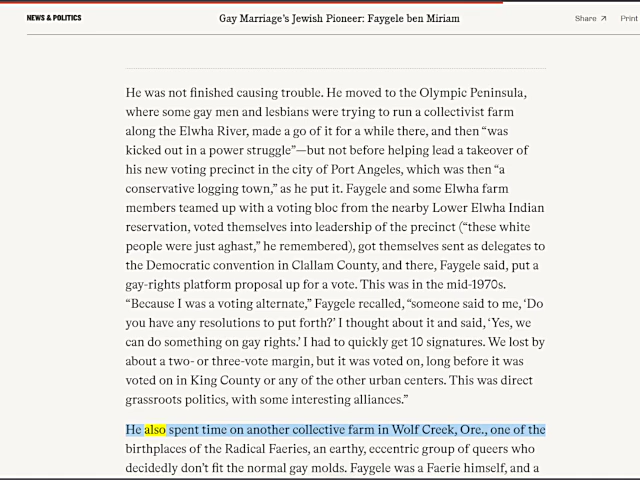 NEWS & POLITICS
Gay Marriage's Jewish Pioneer: Faygele ben Miriam
Share ↗ Print
He was not finished causing trouble. He moved to the Olympic Peninsula,
where some gay men and lesbians were trying to run a collectivist farm
along the Elwha River, made a go of it for a while there, and then “was
kicked out in a power struggle”—but not before helping lead a takeover of
his new voting precinct in the city of Port Angeles, which was then “a
conservative logging town,” as he put it. Faygele and some Elwha farm
members teamed up with a voting bloc from the nearby Lower Elwha Indian
reservation, voted themselves into leadership of the precinct (“these white
people were just aghast,” he remembered), got themselves sent as delegates to
the Democratic convention in Clallam County, and there, Faygele said, put a
gay-rights platform proposal up for a vote. This was in the mid-1970s.
“Because I was a voting alternate,” Faygele recalled, “someone said to me, ‘Do
you have any resolutions to put forth?’ I thought about it and said, ‘Yes, we
can do something on gay rights.’ I had to quickly get 10 signatures. We lost by
about a two- or three-vote margin, but it was voted on, long before it was
voted on in King County or any of the other urban centers. This was direct
grassroots politics, with some interesting alliances.”
He also spent time on another collective farm in Wolf Creek, Ore., one of the
birthplaces of the Radical Faeries, an earthy, eccentric group of queers who
decidedly don’t fit the normal gay molds. Faygele was a Faerie himself, and a